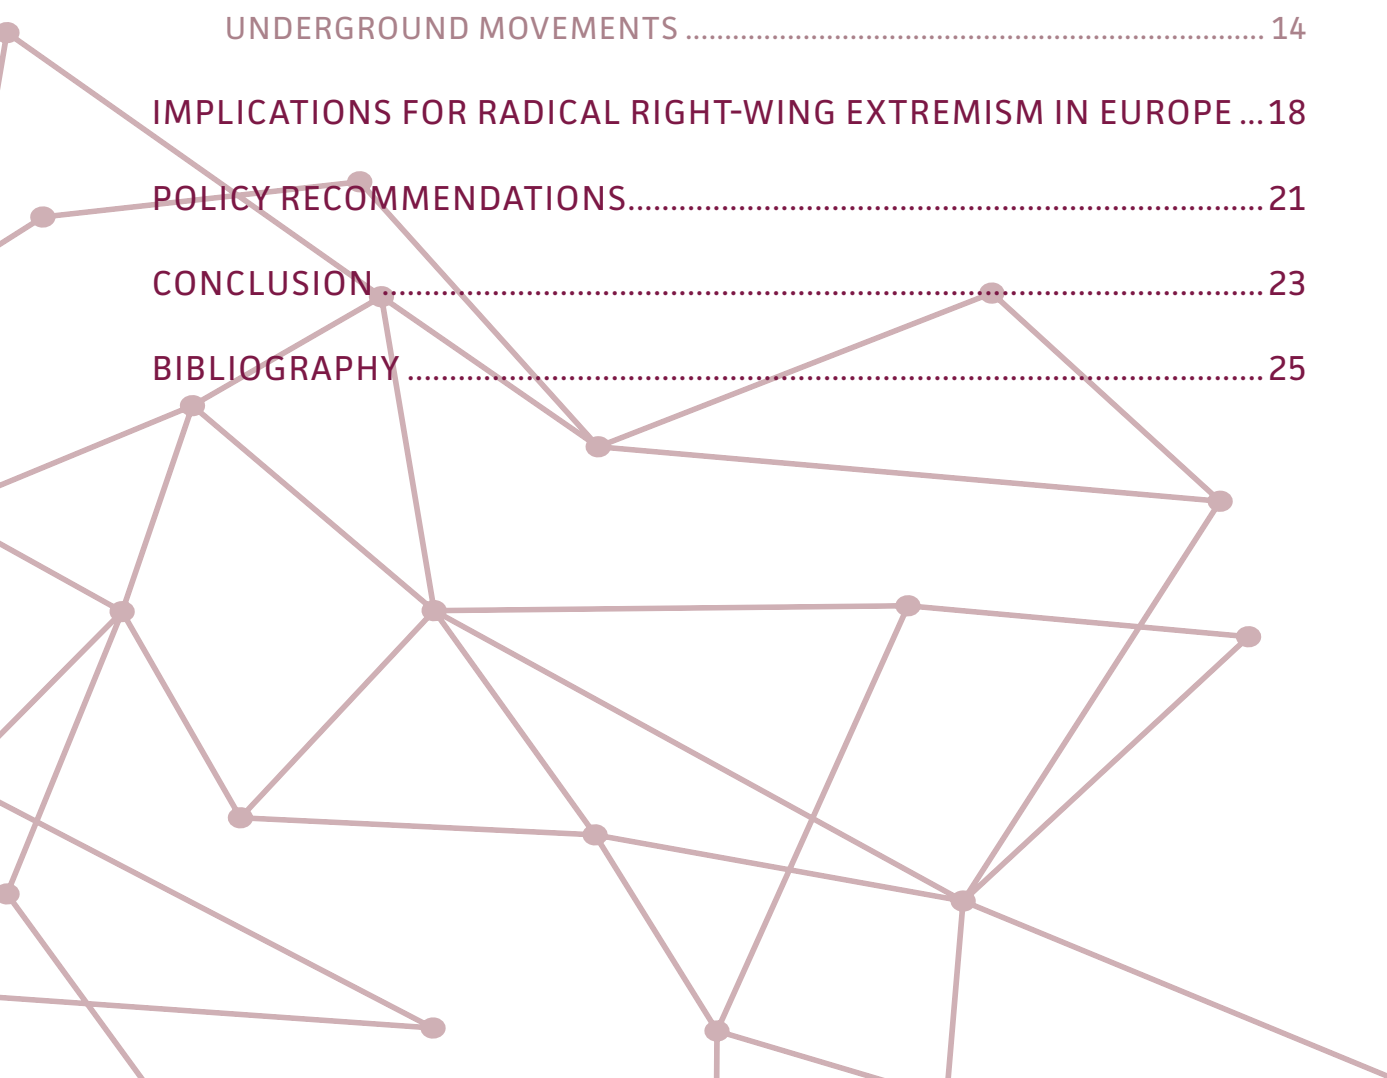 UNDERGROUND MOVEMENTS ........................................................................ 14
IMPLICATIONS FOR RADICAL RIGHT-WING EXTREMISM IN EUROPE ... 18
POLICY RECOMMENDATIONS........................................................................ 21
CONCLUSION ........................................................................ 23
BIBLIOGRAPHY ........................................................................ 25